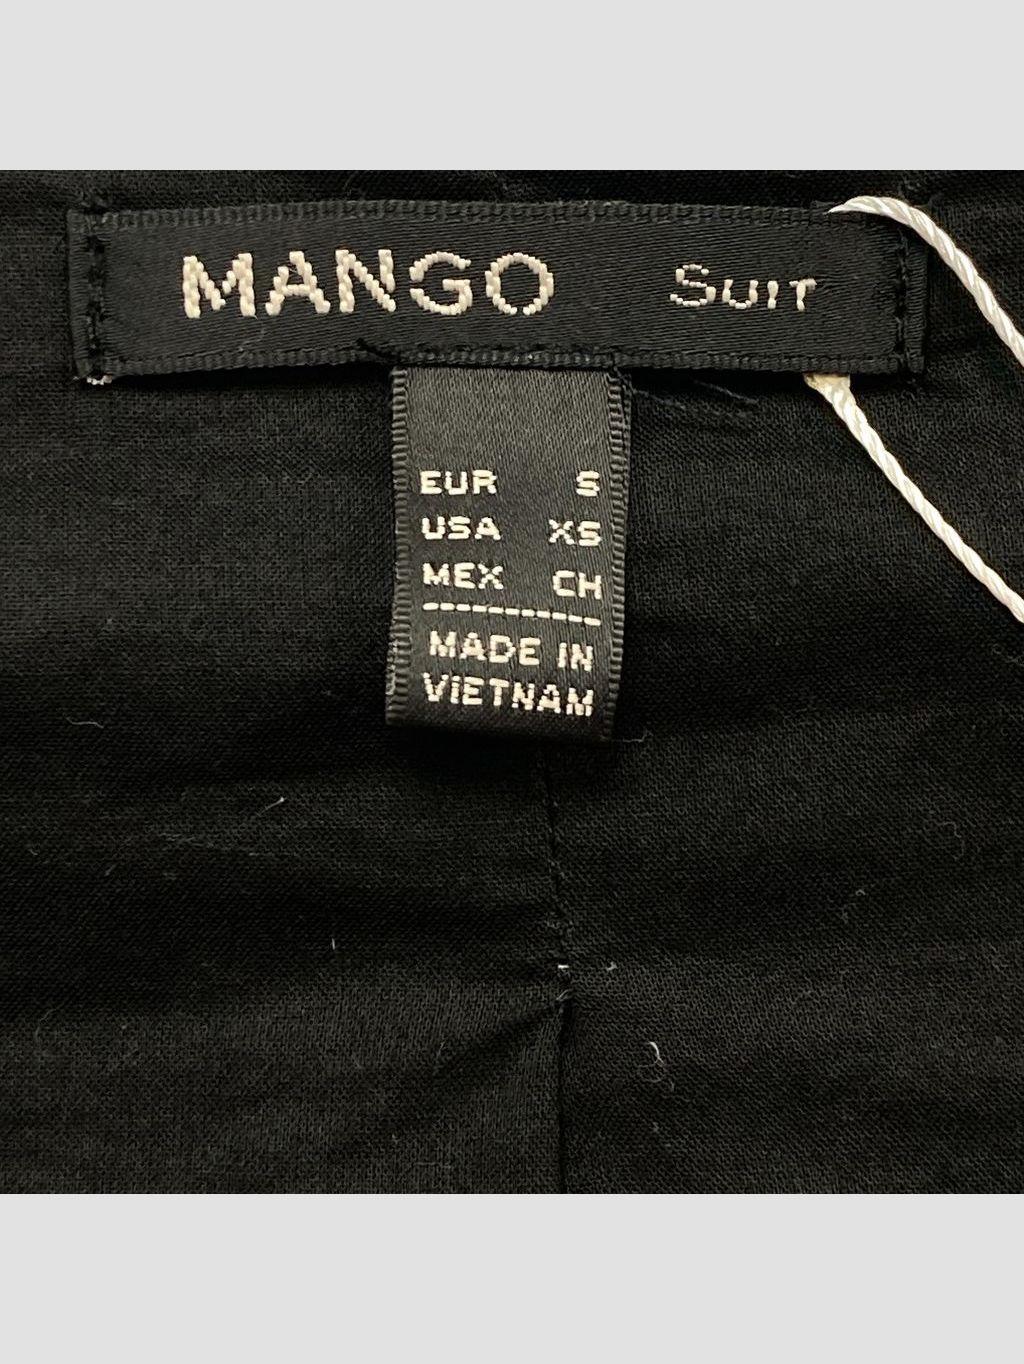 MANGO Suit
EUR S
USA XS
MEX CH
MADE IN
VIETNAM